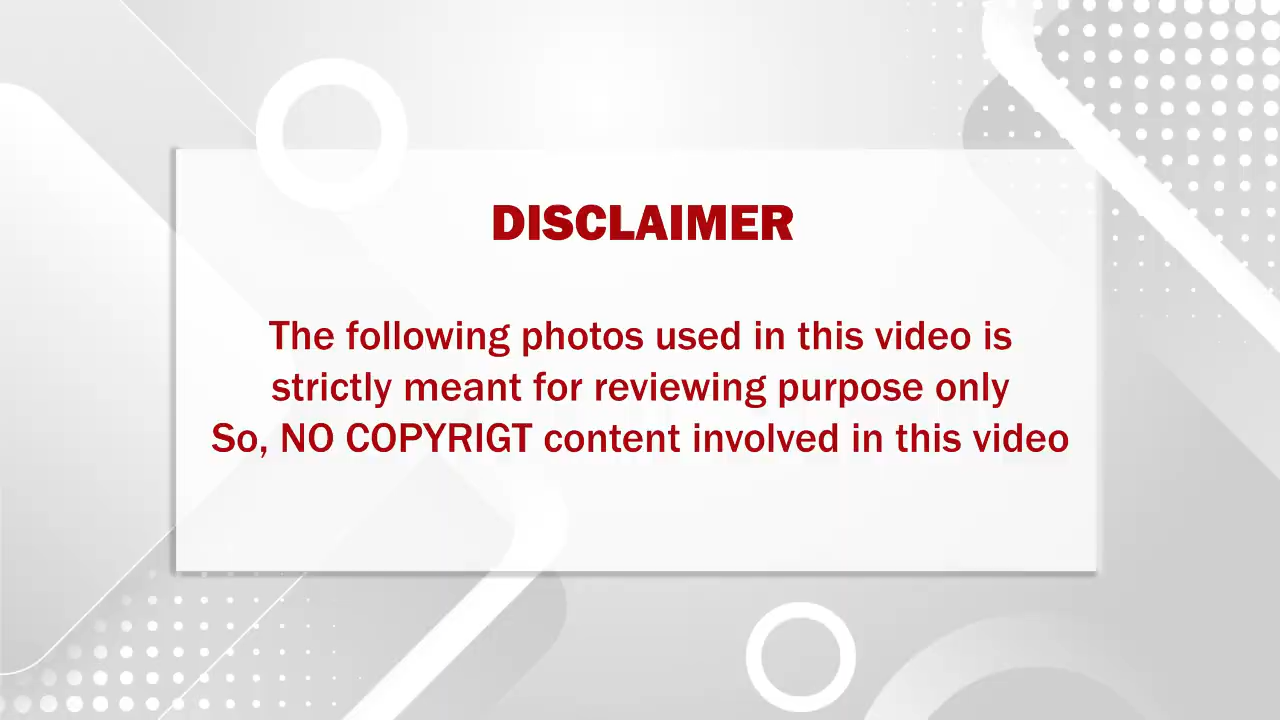 DISCLAIMER
The following photos used in this video is
strictly meant for reviewing purpose only
So, NO COPYRIGT content involved in this video